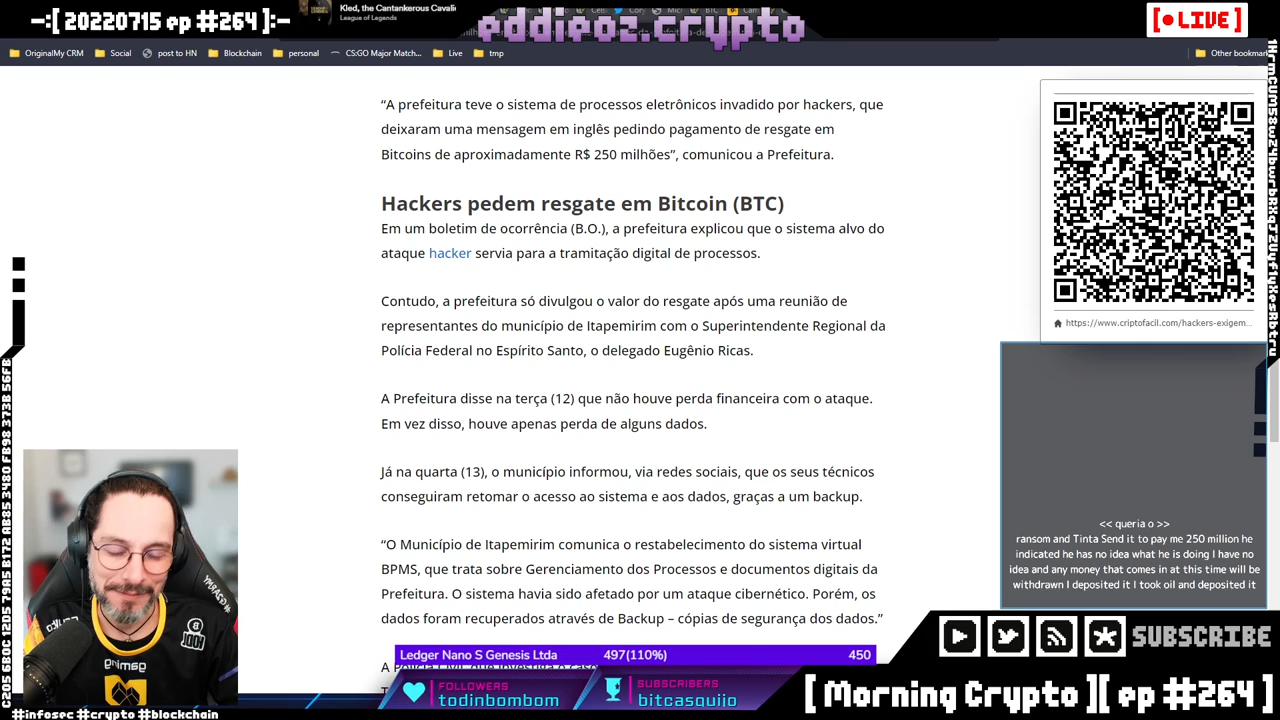 -:[ 20220715 ep #264 ]:-
Kled, the Cantankerous Cavali
League of Legends
eddieoz.crypto
[● LIVE ]
OriginalMy CRM
Social
post to HN
Blockchain
personal
CS:GO Major Match...
Live
tmp
Other bookmar
“A prefeitura teve o sistema de processos eletrônicos invadido por hackers, que
deixaram uma mensagem em inglês pedindo pagamento de resgate em
Bitcoins de aproximadamente R$ 250 milhões”, comunicou a Prefeitura.
Hackers pedem resgate em Bitcoin (BTC)
Em um boletim de ocorrência (B.O.), a prefeitura explicou que o sistema alvo do
ataque hacker servia para a tramitação digital de processos.
Contudo, a prefeitura só divulgou o valor do resgate após uma reunião de
representantes do município de Itapemirim com o Superintendente Regional da
Polícia Federal no Espírito Santo, o delegado Eugênio Ricas.
A Prefeitura disse na terça (12) que não houve perda financeira com o ataque.
Em vez disso, houve apenas perda de alguns dados.
Já na quarta (13), o município informou, via redes sociais, que os seus técnicos
conseguiram retomar o acesso ao sistema e aos dados, graças a um backup.
“O Município de Itapemirim comunica o restabelecimento do sistema virtual
BPMS, que trata sobre Gerenciamento dos Processos e documentos digitais da
Prefeitura. O sistema havia sido afetado por um ataque cibernético. Porém, os
dados foram recuperados através de Backup – cópias de segurança dos dados.”
https://www.criptofacil.com/hackers-exigem...
<< queria o >>
ransom and Tinta Send it to pay me 250 million he
indicated he has no idea what he is doing I have no
idea and any money that comes in at this time will be
withdrawn I deposited it I took oil and deposited it
Ledger Nano S Genesis Ltda
497(110%)
450
FOLLOWERS
todinbombom
SUBSCRIBERS
bitcasquijo
SUBSCRIBE
[ Morning Crypto ][ ep #264 ]
#infosec #crypto #blockchain